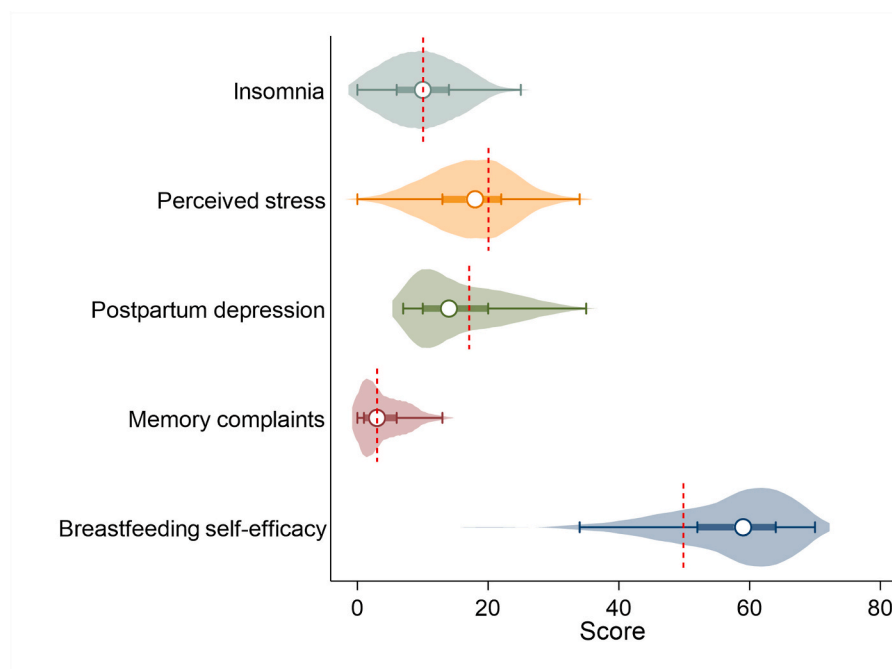 Insomnia
Perceived stress
Postpartum depression
Memory complaints
Breastfeeding self-efficacy
0 20 40 60 80
Score